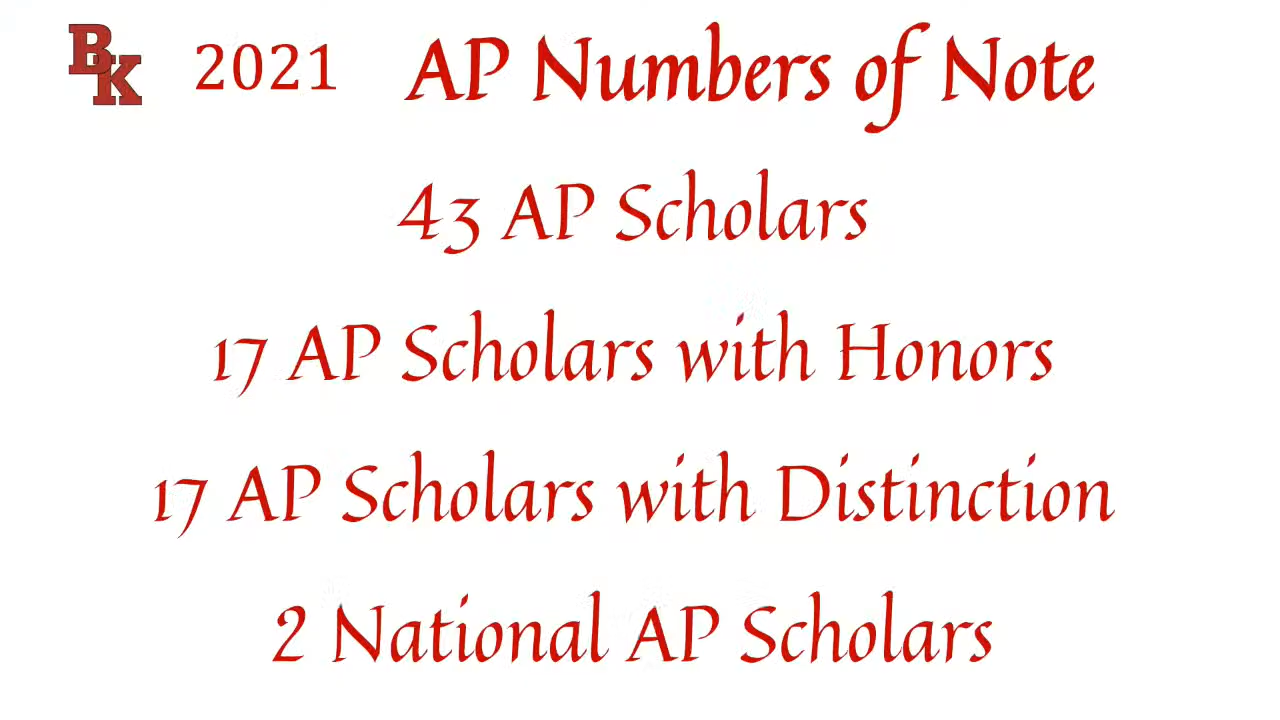 BK 2021 AP Numbers of Note
43 AP Scholars
17 AP Scholars with Honors
17 AP Scholars with Distinction
2 National AP Scholars